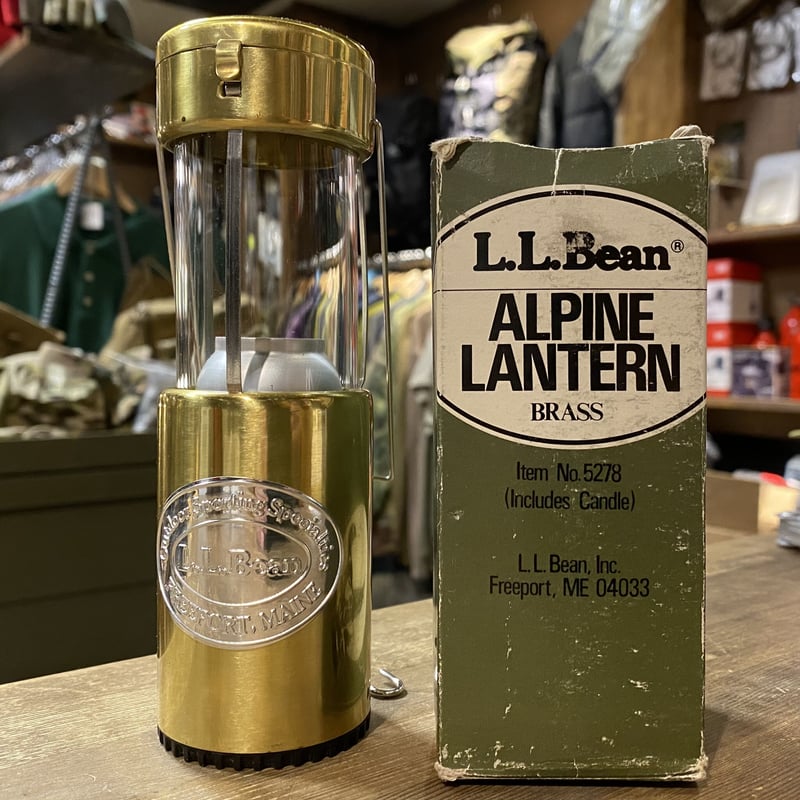 Outdoor Sporting Specialties
L.L.Bean
FREEPORT, MAINE
L.L.Bean®
ALPINE
LANTERN
BRASS
Item No. 5278
(Includes Candle)
L.L. Bean, Inc.
Freeport, ME 04033